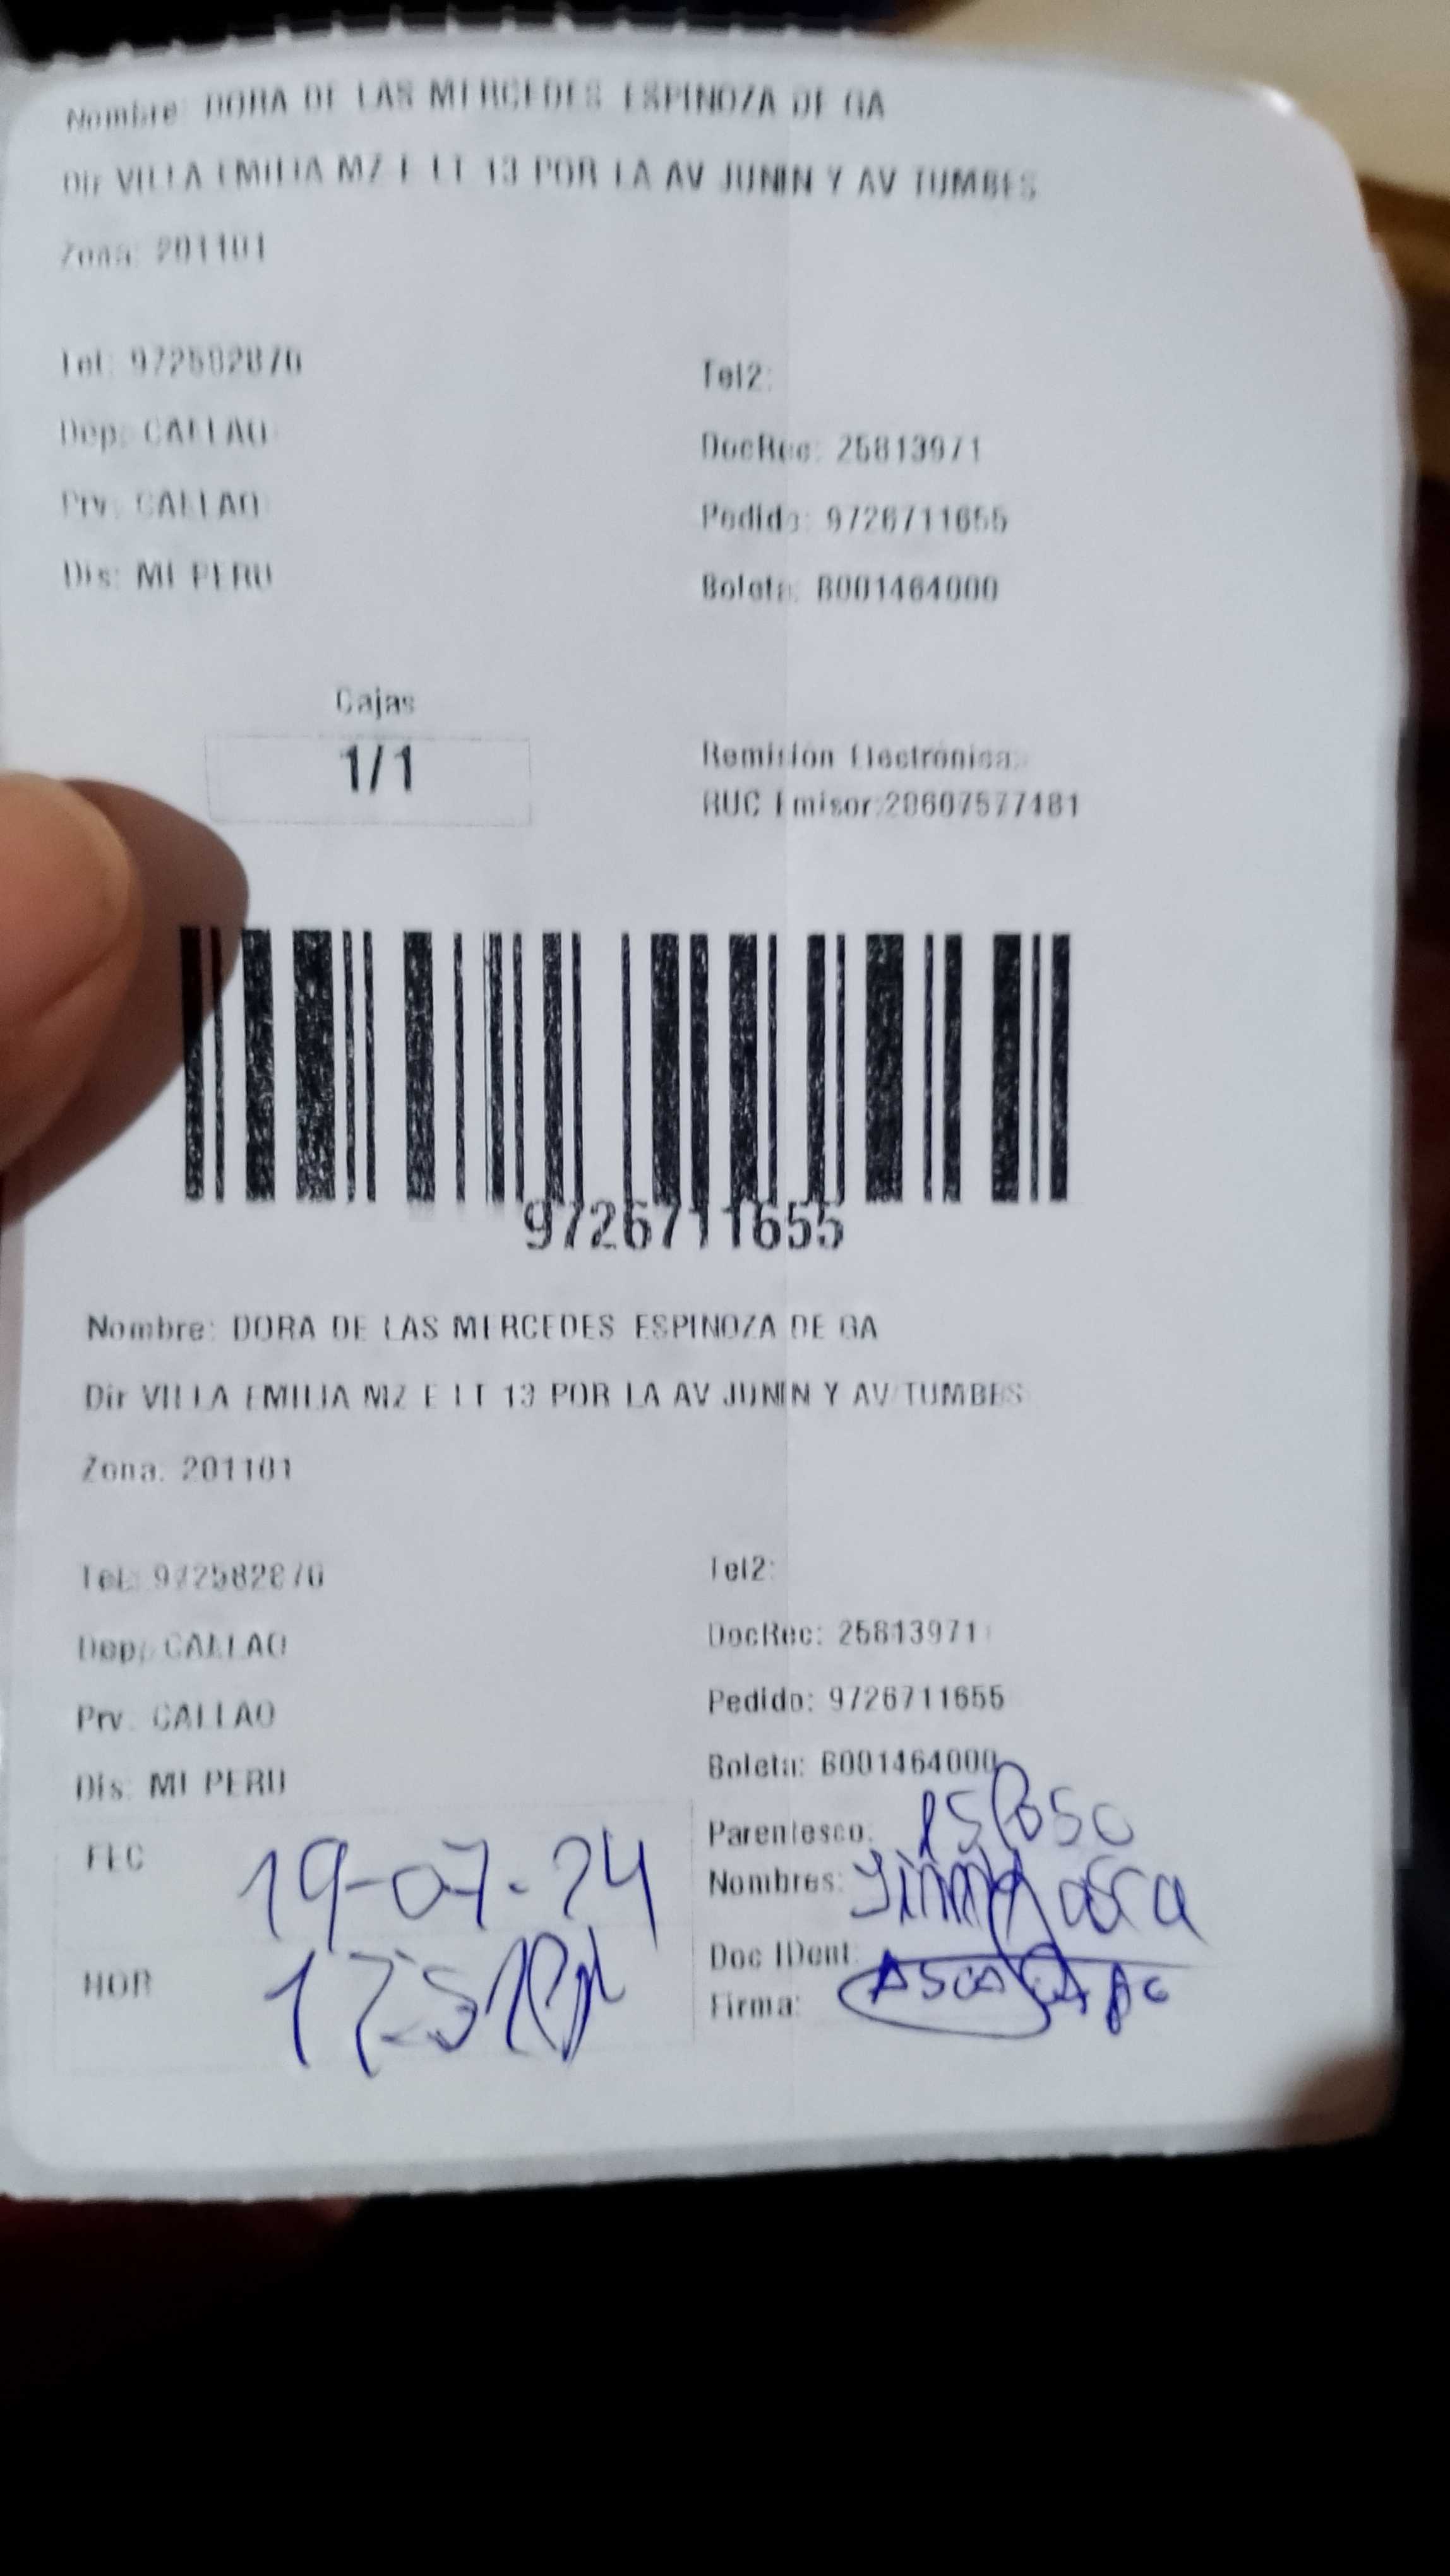 Nombre: DORA DE LAS MERCEDES ESPINOZA DE GA
Dir VILLA EMILIA MZ E LT 13 POR LA AV JUNIN Y AV TUMBES
Zona: 201101
Tel: 972582876
Tel2:
Dep: CALLAO
DocRec: 25813971
Prv: CALLAO
Pedido: 9726711655
Dis: MI PERU
Boleta: B001464000
Cajas
1/1
Remision Electrónica:
RUC Emisor:20607577481
9726711655
Nombre: DORA DE LAS MERCEDES ESPINOZA DE GA
Dir VILLA EMILIA MZ E LT 13 POR LA AV JUNIN Y AV TUMBES
Zona: 201101
Tel: 972582876
Tel2:
Dep: CALLAO
DocRec: 25813971
Prv: CALLAO
Pedido: 9726711655
Dis: MI PERU
Boleta: B001464000
FEC 19-07-24
Parentesco: esposo
Nombres:
HOR
Doc IDent:
Firma: